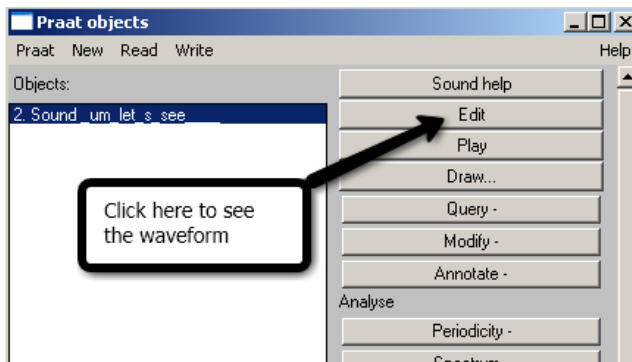 Praat objects
Praat New Read Write Help
Objects:
2. Sound _um_let_s_see____
Sound help
Edit
Play
Draw...
Query -
Modify -
Annotate -
Analyse
Periodicity -
Click here to see
the waveform